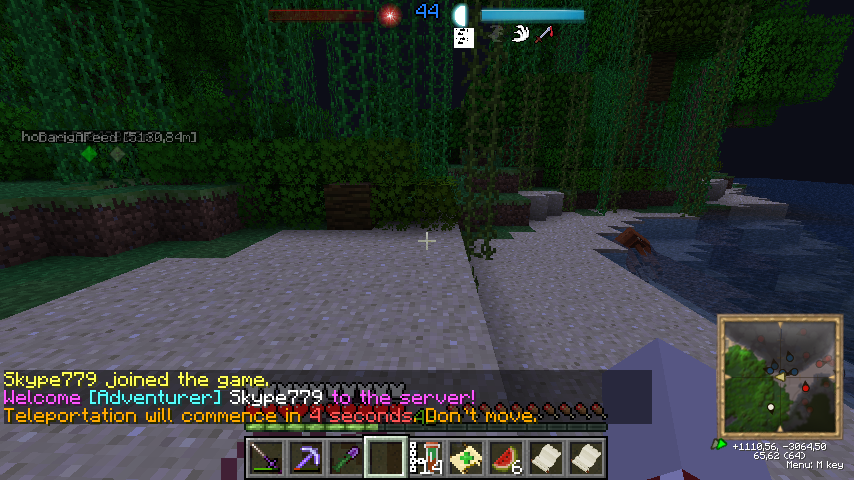 44
hoBarigAFeed [5130,84m]
Skype779 joined the game.
Welcome [Adventurer] Skype779 to the server!
Teleportation will commence in 4 seconds. Don't move.
14
6
+1110,56, -3064,50
65,62 (64)
Menu: M key